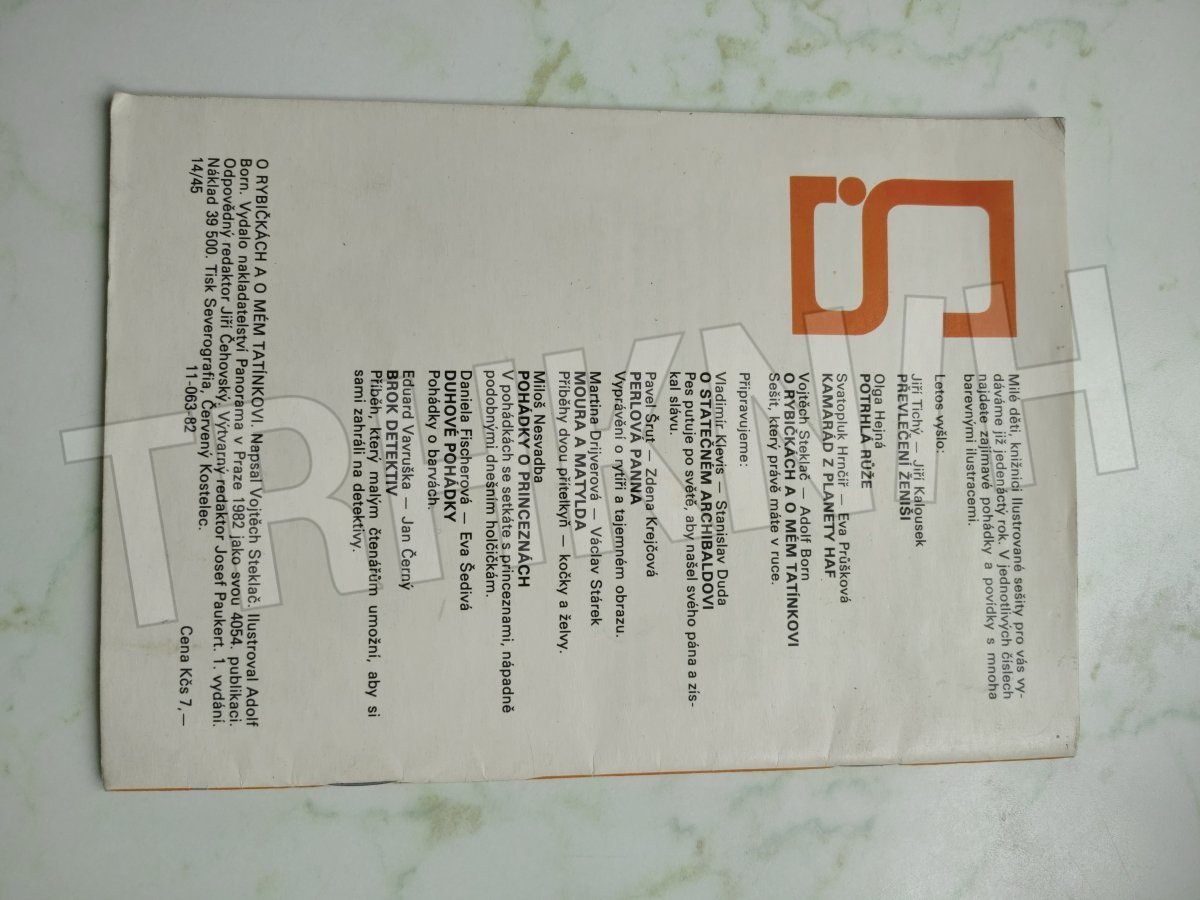 Milé děti, knižnici Ilustrované sešity pro vás vy-
dáváme již jedenáctý rok. V jednotlivých číslech
najdete zajímavé pohádky a povídky s mnoha
barevnými ilustracemi.
Letos vyšlo:
Jiří Tichý — Jiří Kalousek
PŘEVLEČENÍ ŽENIŠI
Olga Hejná
POTRHLÁ RŮŽE
Svatopluk Hrnčíř — Eva Průšková
KAMARÁD Z PLANETY HAF
Vojtěch Steklač — Adolf Born
O RYBIČKÁCH A O MÉM TATÍNKOVI
Sešit, který právě máte v ruce.
Připravujeme:
Vladimír Klevis — Stanislav Duda
O STATEČNÉM ARCHIBALDOVI
Pes putuje po světě, aby našel svého pána a zís-
kal slávu.
Pavel Šrut — Zdena Krejčová
PERLOVÁ PANNA
Vyprávění o rytíři a tajemném obrazu.
Martina Drijverová — Václav Stárek
MOURA A MATYLDA
Příběhy dvou přítelkyň — kočky a želvy.
Miloš Nesvadba
POHÁDKY O PRINCEZNÁCH
V pohádkách se setkáte s princeznami, nápadně
podobnými dnešním holčičkám.
Daniela Fischerová — Eva Šedivá
DUHOVÉ POHÁDKY
Pohádky o barvách.
Eduard Vavruška — Jan Černý
BROK DETEKTIV
Příběh, který malým čtenářům umožní, aby si
sami zahráli na detektivy.
O RYBIČKÁCH A O MÉM TATÍNKOVI. Napsal Vojtěch Steklač. Ilustroval Adolf
Born. Vydalo nakladatelství Panorama v Praze 1982 jako svou 4054. publikaci.
Odpovědný redaktor Jiří Čehovský. Výtvarný redaktor Josef Paukert. 1. vydání.
Náklad 39 500. Tisk Severografia, Červený Kostelec.
14/45 11-063-82 Cena Kčs 7,—